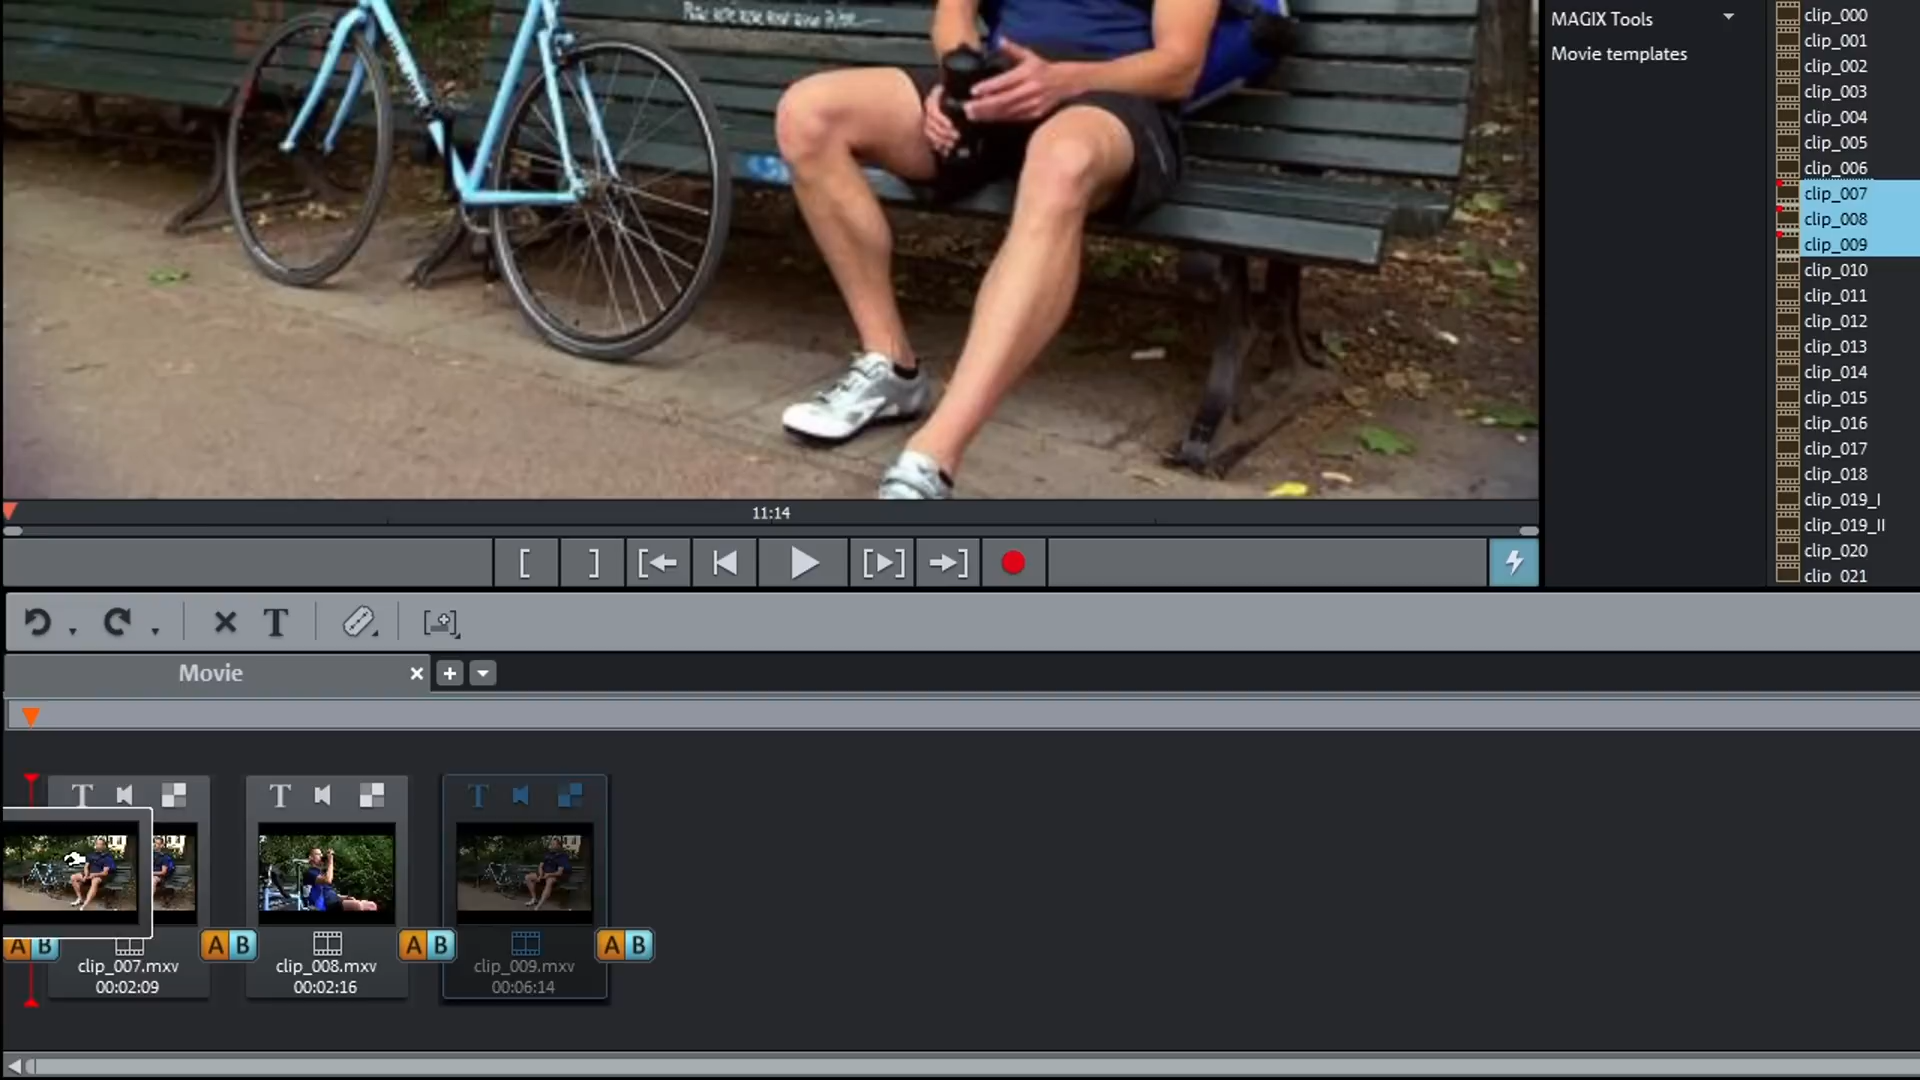 MAGIX Tools
Movie templates
clip_000
clip_001
clip_002
clip_003
clip_004
clip_005
clip_006
clip_007
clip_008
clip_009
clip_010
clip_011
clip_012
clip_013
clip_014
clip_015
clip_016
clip_017
clip_018
clip_019_I
clip_019_II
clip_020
clip_021
11:14
Movie
A B
A B
A B
A B
clip_007.mxv
00:02:09
clip_008.mxv
00:02:16
clip_009.mxv
00:06:14